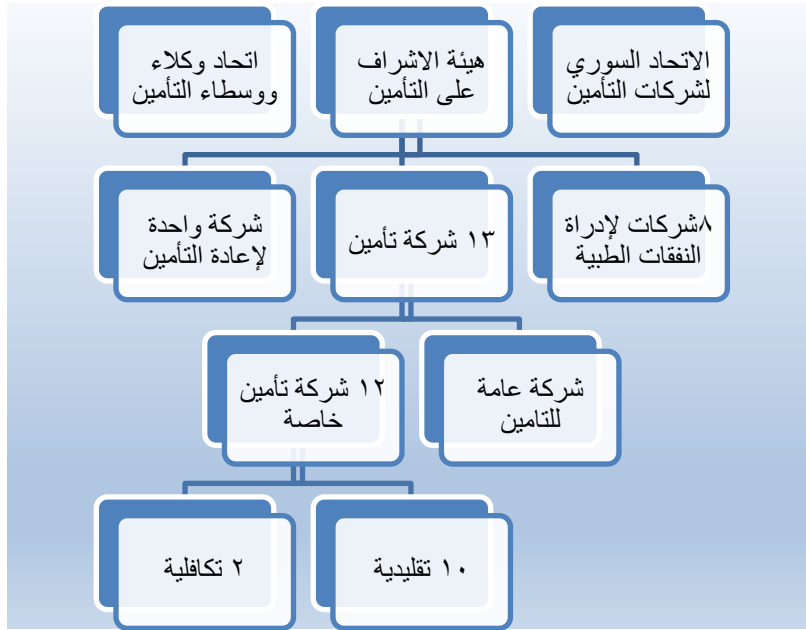 الاتحاد السوري
لشركات التأمين
هيئة الاشراف
على التأمين
اتحاد وكلاء
ووسطاء التأمين
٨شركات لإدراة
النفقات الطبية
١٣ شركة تأمين
شركة واحدة
لإعادة التأمين
شركة عامة
للتامين
١٢ شركة تأمين
خاصة
١٠ تقليدية
٢ تكافلية